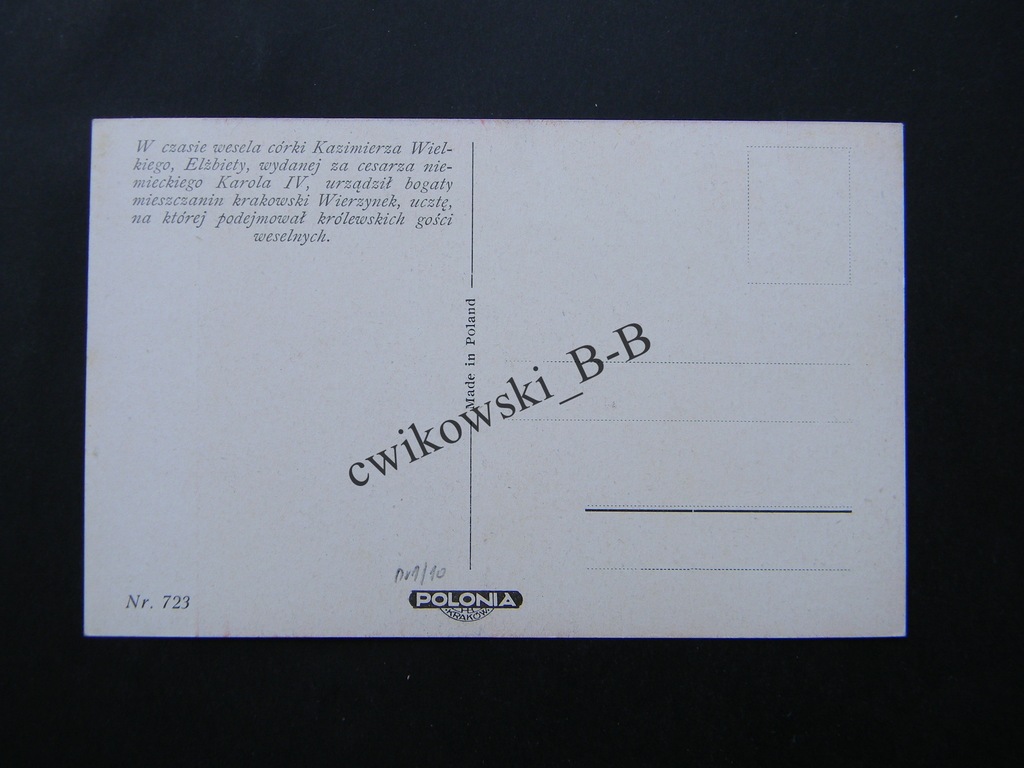 W czasie wesela córki Kazimierza Wiel-
kiego, Elżbiety, wydanej za cesarza nie-
mieckiego Karola IV, urządził bogaty
mieszczanin krakowski Wierzynek, ucztę,
na której podejmował królewskich gości
weselnych.
Made in Poland
cwikowski_B-B
Nr. 723
POLONIA
KRAKÓW